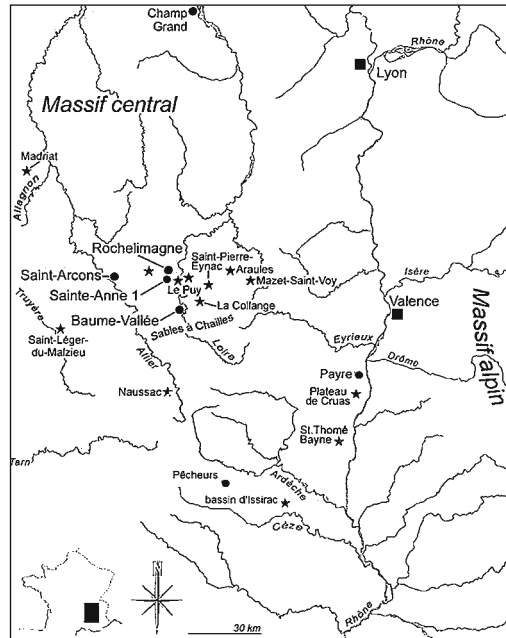 Champ
Grand
Rhône
Lyon
Massif central
Madriat
Allagnon
Rochelimagne
Saint-Pierre-
Eynac
Araules
Saint-Arcons
Mazet-Saint-Voy
Isère
Sainte-Anne 1
Le Puy
La Collange
Truyère
Baume-Vallée
Sables à Chailles
Valence
Massif alpin
Saint-Léger-
du-Malzieu
Allier
Loire
Eyrieux
Drôme
Payre
Naussac
Plateau
de Cruas
St.Thomé
Bayne
Tarn
Pêcheurs
Ardèche
bassin d'Issirac
Cèze
N
Rhône
30 km